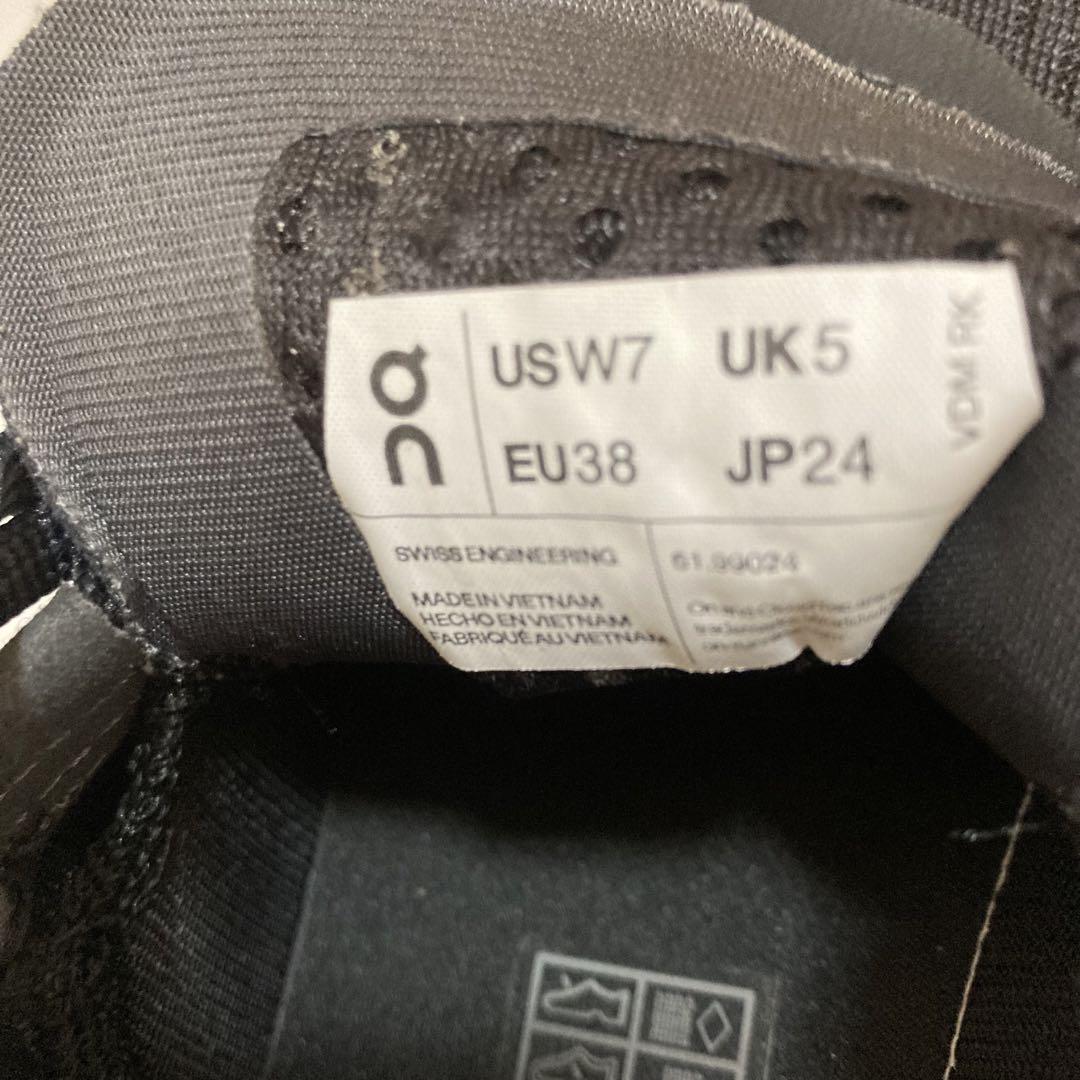 On
USW7 UK5
EU38 JP24
VDM RK
SWISS ENGINEERING
61.99024
MADE IN VIETNAM
HECHO EN VIETNAM
FABRIQUÉ AU VIETNAM